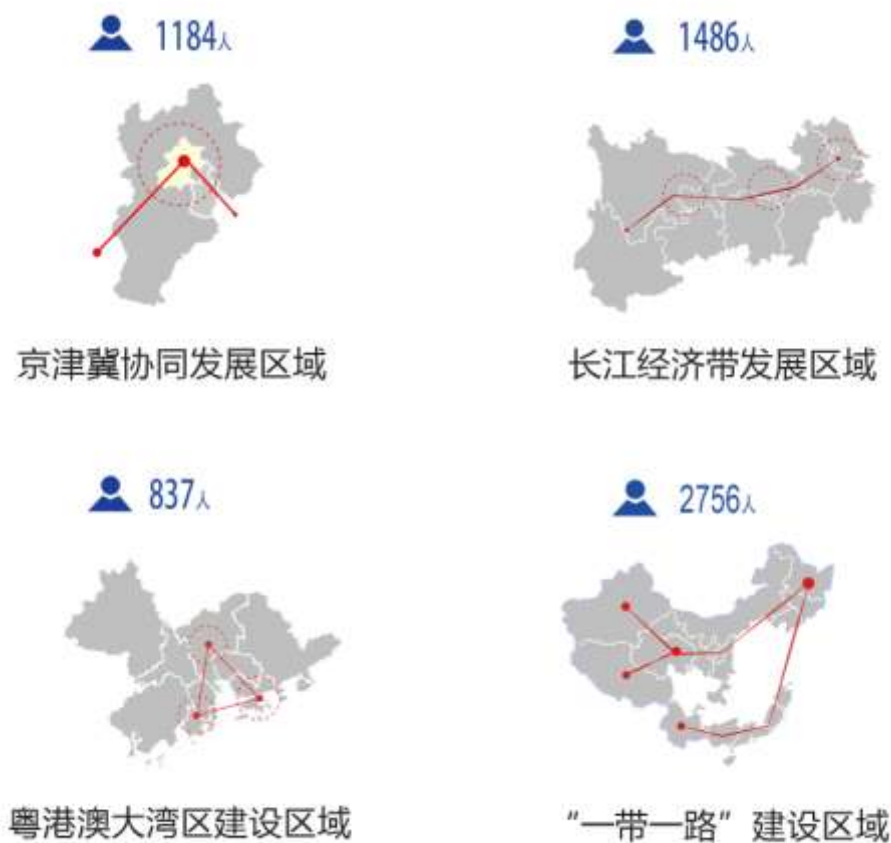 1184人
1486人
京津冀协同发展区域
长江经济带发展区域
837人
2756人
粤港澳大湾区建设区域
“一带一路”建设区域